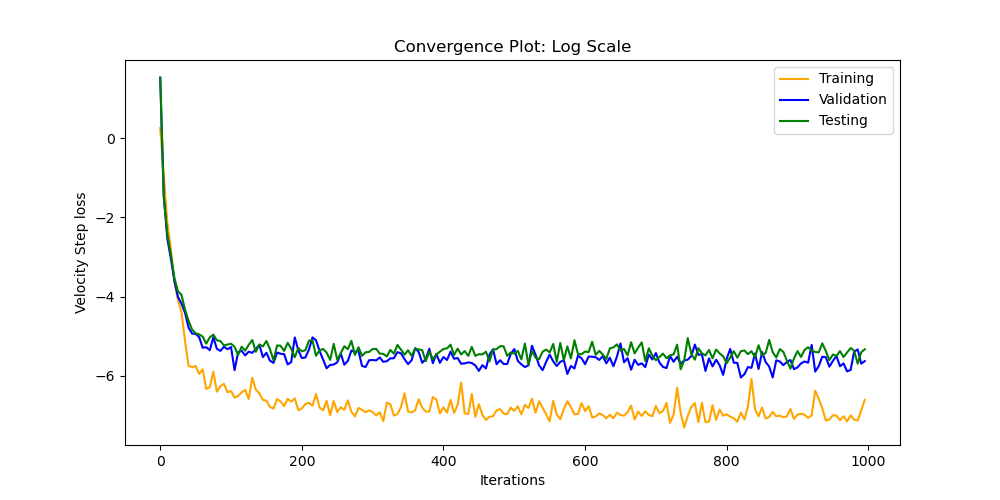 Convergence Plot: Log Scale
Training
Validation
Testing
Velocity Step loss
0
−2
−4
−6
0
200
400
600
800
1000
Iterations